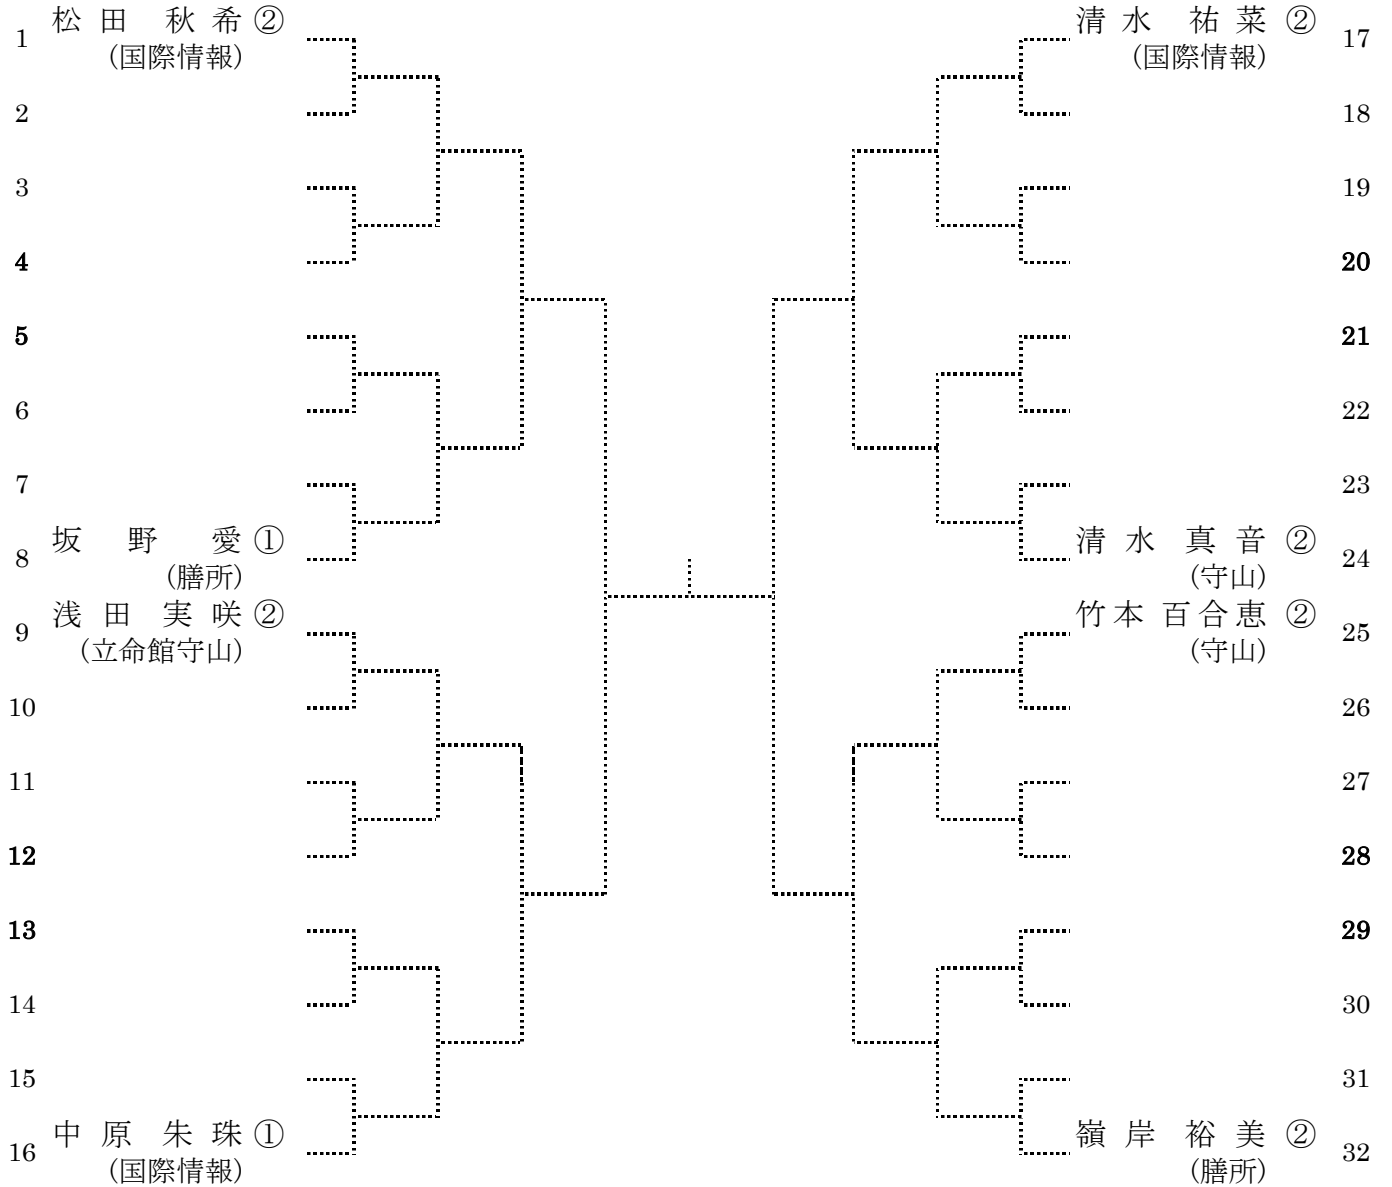 1 松田 秋希 ②
(国際情報)
2
3
4
5
6
7
8 坂野 愛 ①
(膳所)
9 浅田 実咲 ②
(立命館守山)
10
11
12
13
14
15
16 中原 朱珠 ①
(国際情報)
清水 祐菜 ② 17
(国際情報)
18
19
20
21
22
23
清水 真音 ② 24
(守山)
竹本 百合恵 ② 25
(守山)
26
27
28
29
30
31
嶺岸 裕美 ② 32
(膳所)